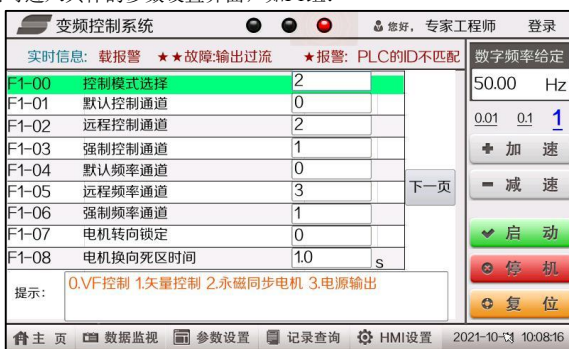 变频控制系统 您好，专家工程师 登录
实时信息: 载报警 ★★故障:输出过流 ★报警: PLC的ID不匹配 数字频率给定
F1-00 控制模式选择 2 50.00 Hz
F1-01 默认控制通道 0
F1-02 远程控制通道 2 0.01 0.1 1
F1-03 强制控制通道 1 加 速
F1-04 默认频率通道 0
F1-05 远程频率通道 3 下一页 减 速
F1-06 强制频率通道 1
F1-07 电机转向锁定 0 启 动
F1-08 电机换向死区时间 1.0 s
停 机
提示: 0.VF控制 1.矢量控制 2.永磁同步电机 3.电源输出
复 位
主 页 数据监视 参数设置 记录查询 HMI设置 10:08:16